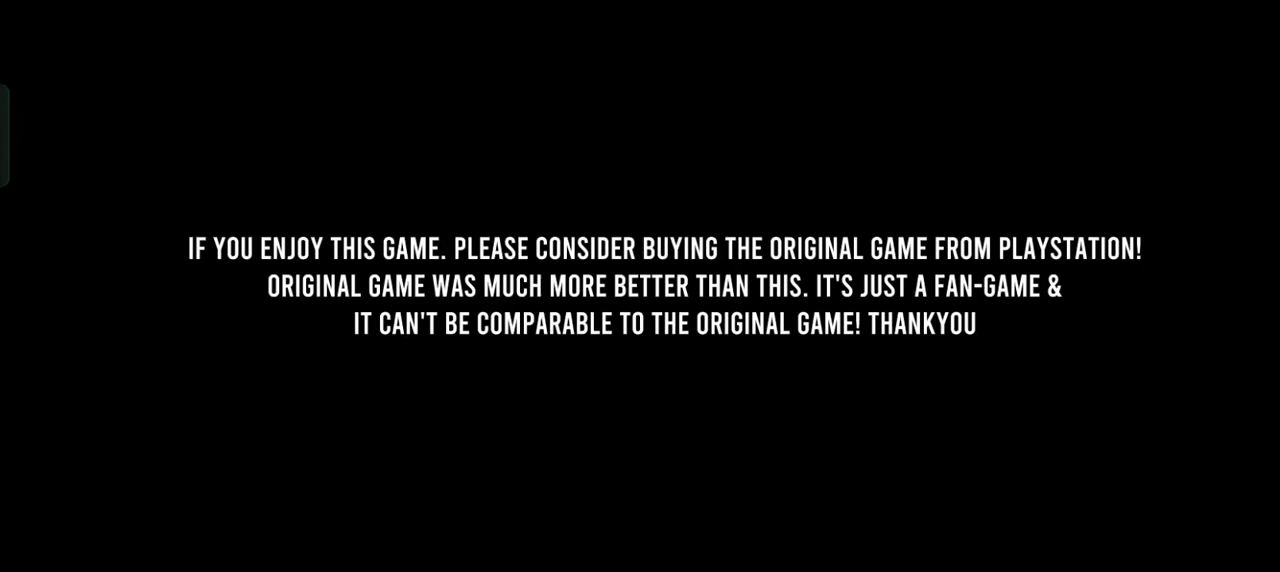 IF YOU ENJOY THIS GAME. PLEASE CONSIDER BUYING THE ORIGINAL GAME FROM PLAYSTATION!
ORIGINAL GAME WAS MUCH MORE BETTER THAN THIS. IT'S JUST A FAN-GAME &
IT CAN'T BE COMPARABLE TO THE ORIGINAL GAME! THANKYOU